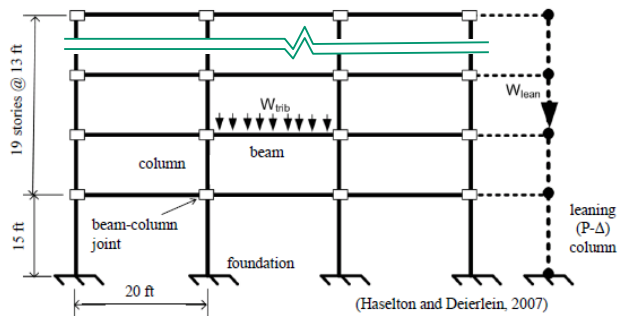 19 stories @ 13 ft
W_trib
W_lean
beam
column
beam-column
joint
leaning
(P-Δ)
column
15 ft
foundation
20 ft
(Haselton and Deierlein, 2007)